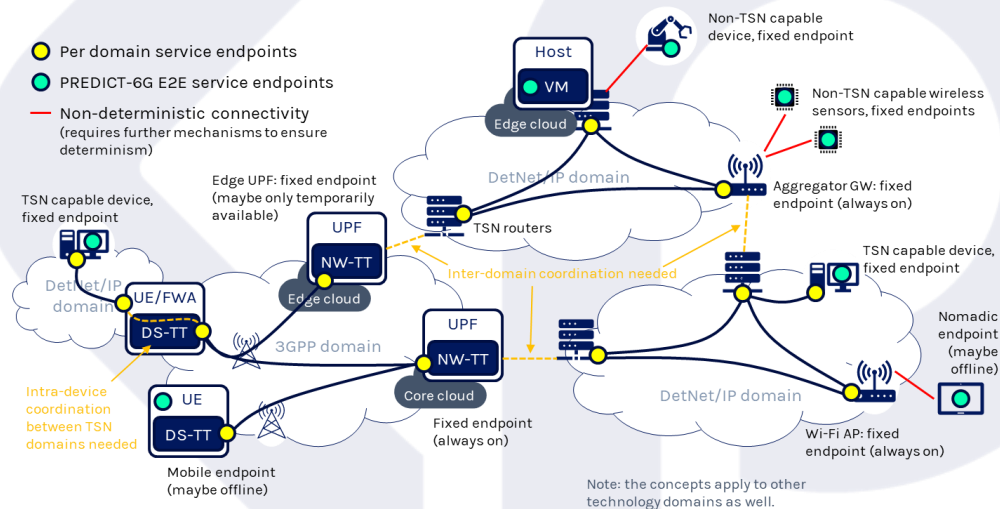 Per domain service endpoints
PREDICT-6G E2E service endpoints
Non-deterministic connectivity
(requires further mechanisms to ensure
determinism)
Host
VM
Edge cloud
Non-TSN capable
device, fixed endpoint
Non-TSN capable wireless
sensors, fixed endpoints
DetNet/IP domain
Aggregator GW: fixed
endpoint (always on)
TSN routers
Edge UPF: fixed endpoint
(maybe only temporarily
available)
TSN capable device,
fixed endpoint
UPF
NW-TT
Edge cloud
Inter-domain coordination needed
TSN capable device,
fixed endpoint
DetNet/IP
domain
UE/FWA
DS-TT
3GPP domain
UPF
NW-TT
Core cloud
Nomadic
endpoint
(maybe
offline)
Intra-device
coordination
between TSN
domains needed
UE
DS-TT
DetNet/IP domain
Fixed endpoint
(always on)
Wi-Fi AP: fixed
endpoint (always on)
Mobile endpoint
(maybe offline)
Note: the concepts apply to other
technology domains as well.